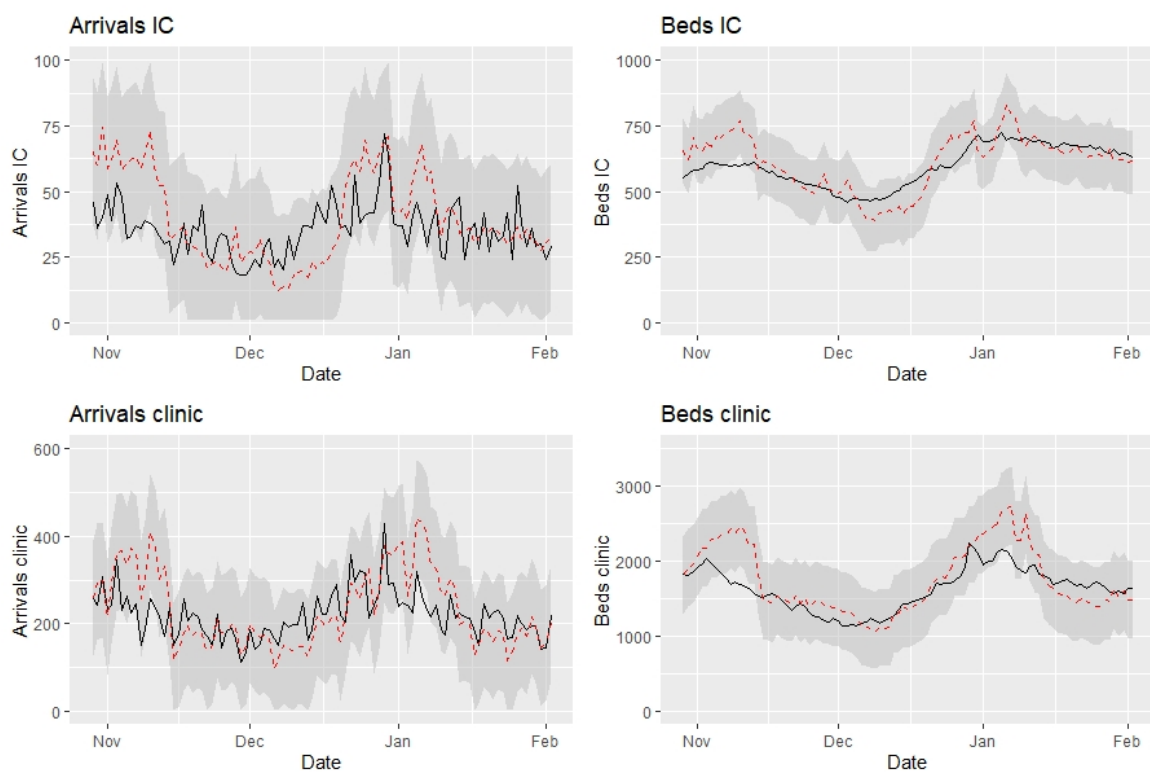 Arrivals IC
100
75
50
25
0
Arrivals IC
Nov Dec Jan Feb
Date
Beds IC
1000
750
500
250
0
Beds IC
Nov Dec Jan Feb
Date
Arrivals clinic
600
400
200
0
Arrivals clinic
Nov Dec Jan Feb
Date
Beds clinic
3000
2000
1000
0
Beds clinic
Nov Dec Jan Feb
Date